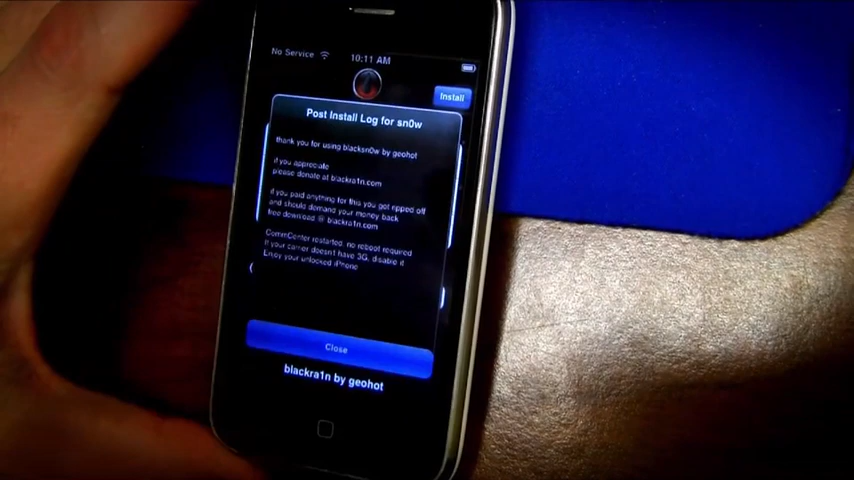 No Service
10:11 AM
Install
Post Install Log for sn0w
thank you for using blacksn0w by geohot
if you appreciate
please donate at blackra1n.com
if you paid anything for this you got ripped off
and should demand your money back
free download @ blackra1n.com
CommCenter restarted, no reboot required
If your carrier doesn't have 3G, disable it
Enjoy your unlocked iPhone
Close
blackra1n by geohot